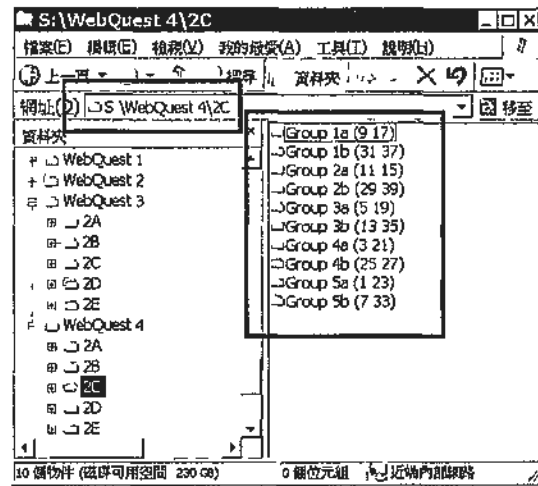 S:\WebQuest 4\2C
檔案(F) 編輯(E) 檢視(V) 我的最愛(A) 工具(T) 說明(H)
上一頁 搜尋 資料夾
網址(D) S \WebQuest 4\2C 移至
資料夾
WebQuest 1
WebQuest 2
WebQuest 3
2A
2B
2C
2D
2E
WebQuest 4
2A
2B
2C
2D
2E
Group 1a (9 17)
Group 1b (31 37)
Group 2a (11 15)
Group 2b (29 39)
Group 3a (5 19)
Group 3b (13 35)
Group 4a (3 21)
Group 4b (25 27)
Group 5a (1 23)
Group 5b (7 33)
10 個物件 (磁碟可用空間 230 GB) 0 個位元組 近端內部網路